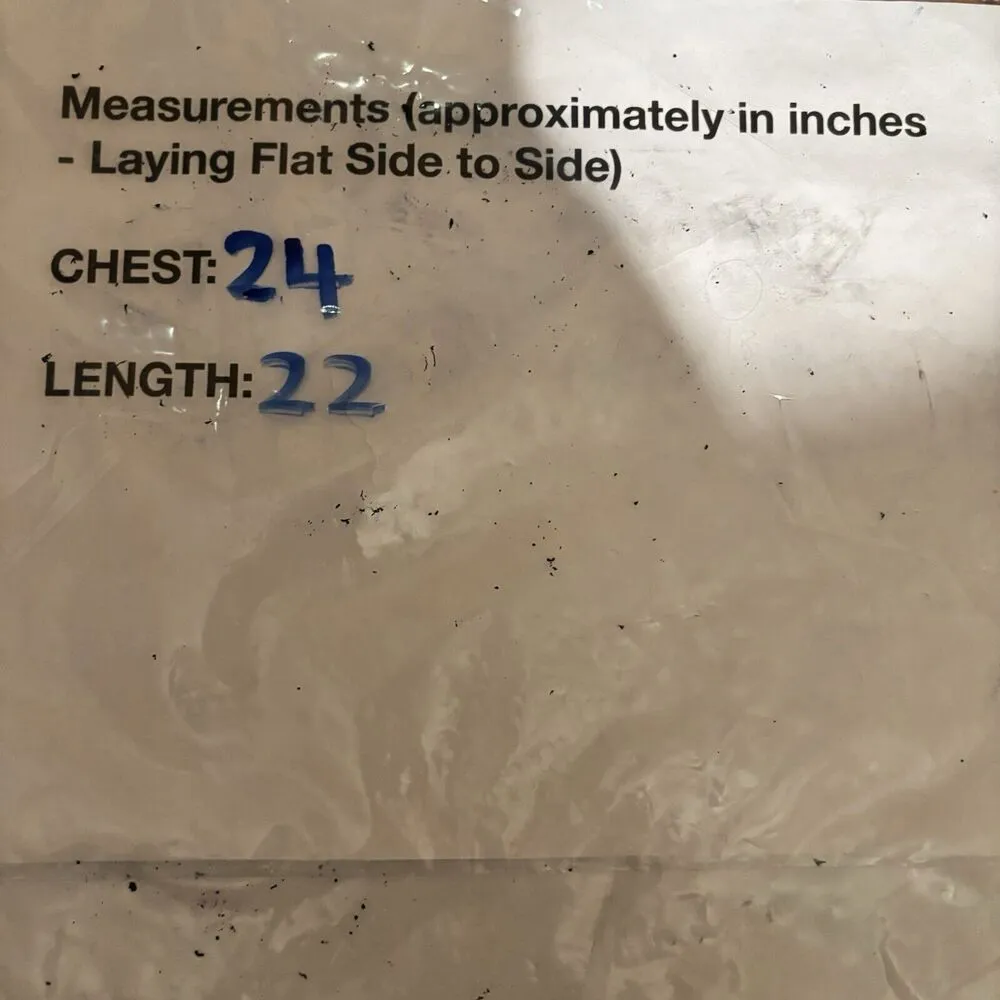 Measurements (approximately in inches
- Laying Flat Side to Side)
CHEST: 24
LENGTH: 22